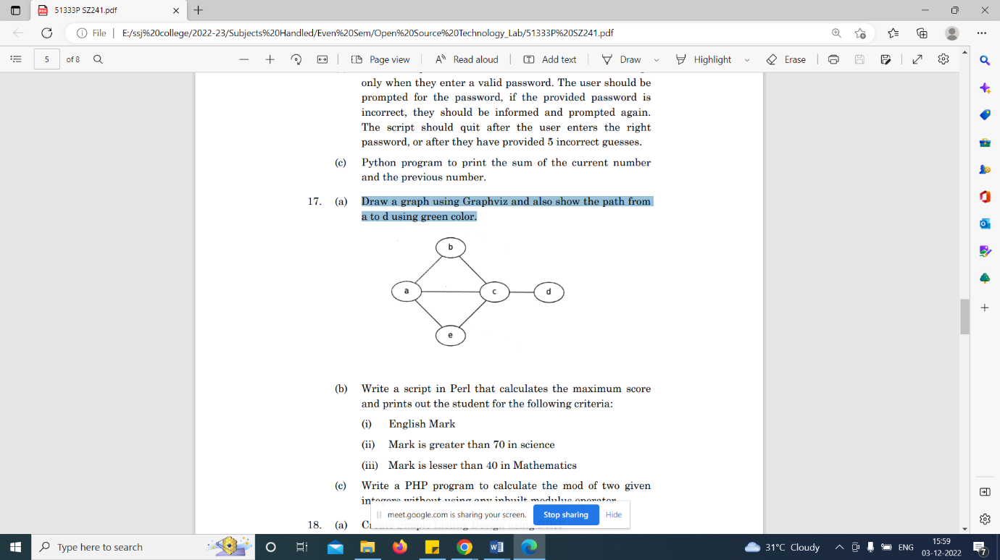 51333P SZ241.pdf
File | E:/ssj%20college/2022-23/Subjects%20Handled/Even%20Sem/Open%20Source%20Technology_Lab/51333P%20SZ241.pdf
5 of 8 Page view Read aloud Add text Draw Highlight Erase
only when they enter a valid password. The user should be
prompted for the password, if the provided password is
incorrect, they should be informed and prompted again.
The script should quit after the user enters the right
password, or after they have provided 5 incorrect guesses.
(c) Python program to print the sum of the current number
and the previous number.
17. (a) Draw a graph using Graphviz and also show the path from
a to d using green color.
b
a c d
e
(b) Write a script in Perl that calculates the maximum score
and prints out the student for the following criteria:
(i) English Mark
(ii) Mark is greater than 70 in science
(iii) Mark is lesser than 40 in Mathematics
(c) Write a PHP program to calculate the mod of two given
integers without using any inbuilt modulus operator.
meet.google.com is sharing your screen. Stop sharing Hide
18. (a)
Type here to search 31°C Cloudy ENG 15:59
03-12-2022 7